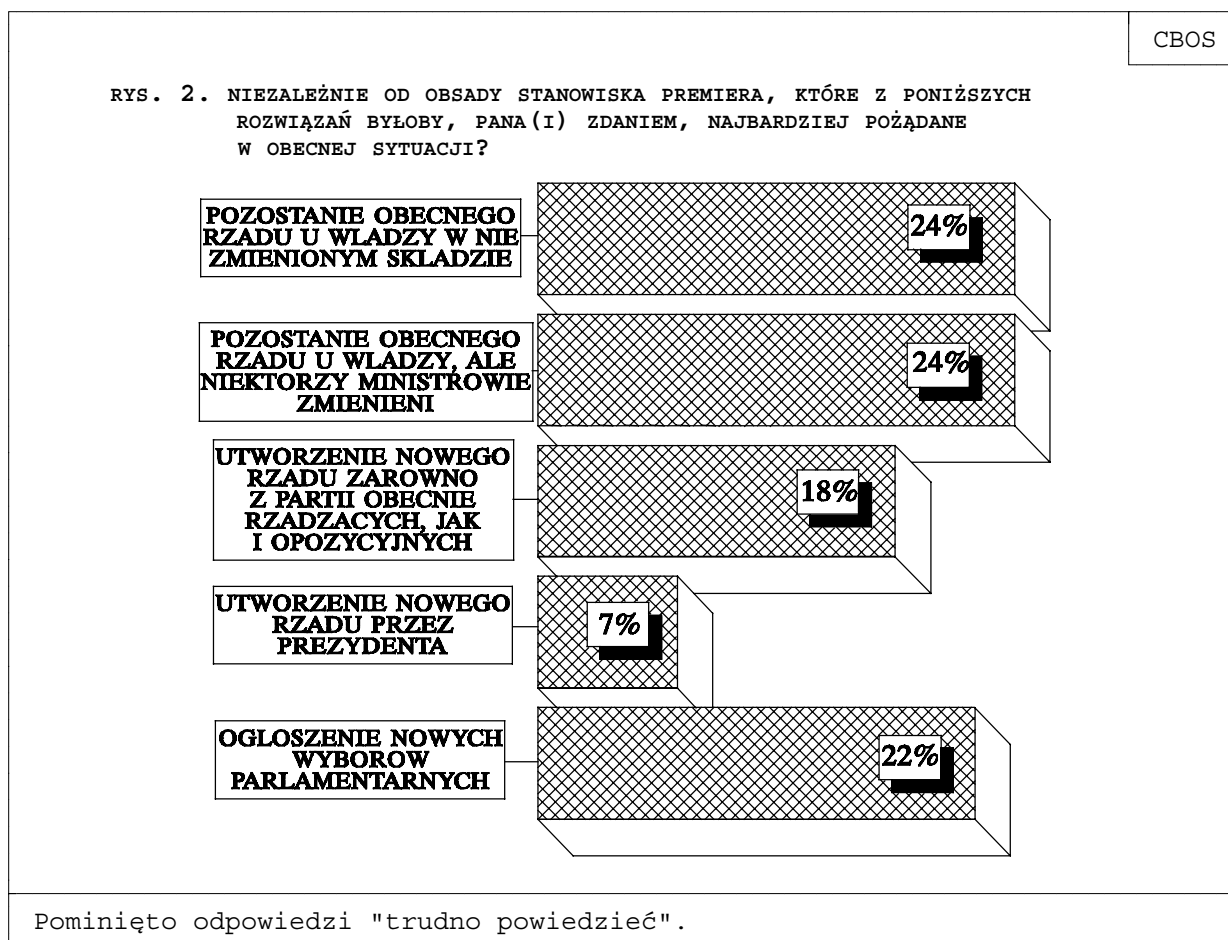 CBOS
RYS. 2. NIEZALEŻNIE OD OBSADY STANOWISKA PREMIERA, KTÓRE Z PONIŻSZYCH
ROZWIĄZAŃ BYŁOBY, PANA(I) ZDANIEM, NAJBARDZIEJ POŻĄDANE
W OBECNEJ SYTUACJI?
POZOSTANIE OBECNEGO
RZADU U WLADZY W NIE
ZMIENIONYM SKLADZIE
24%
POZOSTANIE OBECNEGO
RZADU U WLADZY, ALE
NIEKTORZY MINISTROWIE
ZMIENIENI
24%
UTWORZENIE NOWEGO
RZADU ZAROWNO
Z PARTII OBECNIE
RZADZACYCH, JAK
I OPOZYCYJNYCH
18%
UTWORZENIE NOWEGO
RZADU PRZEZ
PREZYDENTA
7%
OGLOSZENIE NOWYCH
WYBOROW
PARLAMENTARNYCH
22%
Pominięto odpowiedzi "trudno powiedzieć".